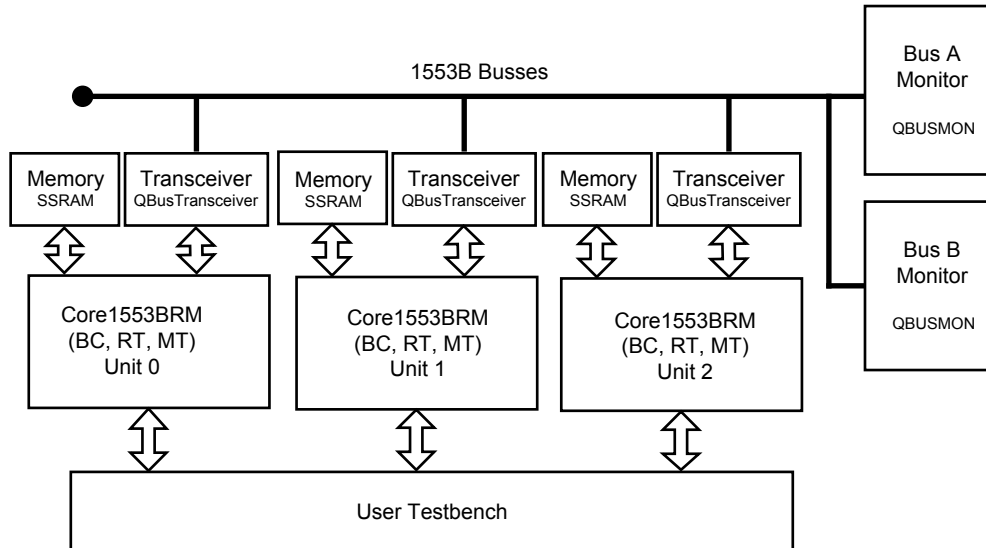 1553B Busses
Bus A
Monitor
QBUSMON
Memory
SSRAM
Transceiver
QBusTransceiver
Memory
SSRAM
Transceiver
QBusTransceiver
Memory
SSRAM
Transceiver
QBusTransceiver
Bus B
Monitor
QBUSMON
Core1553BRM
(BC, RT, MT)
Unit 0
Core1553BRM
(BC, RT, MT)
Unit 1
Core1553BRM
(BC, RT, MT)
Unit 2
User Testbench